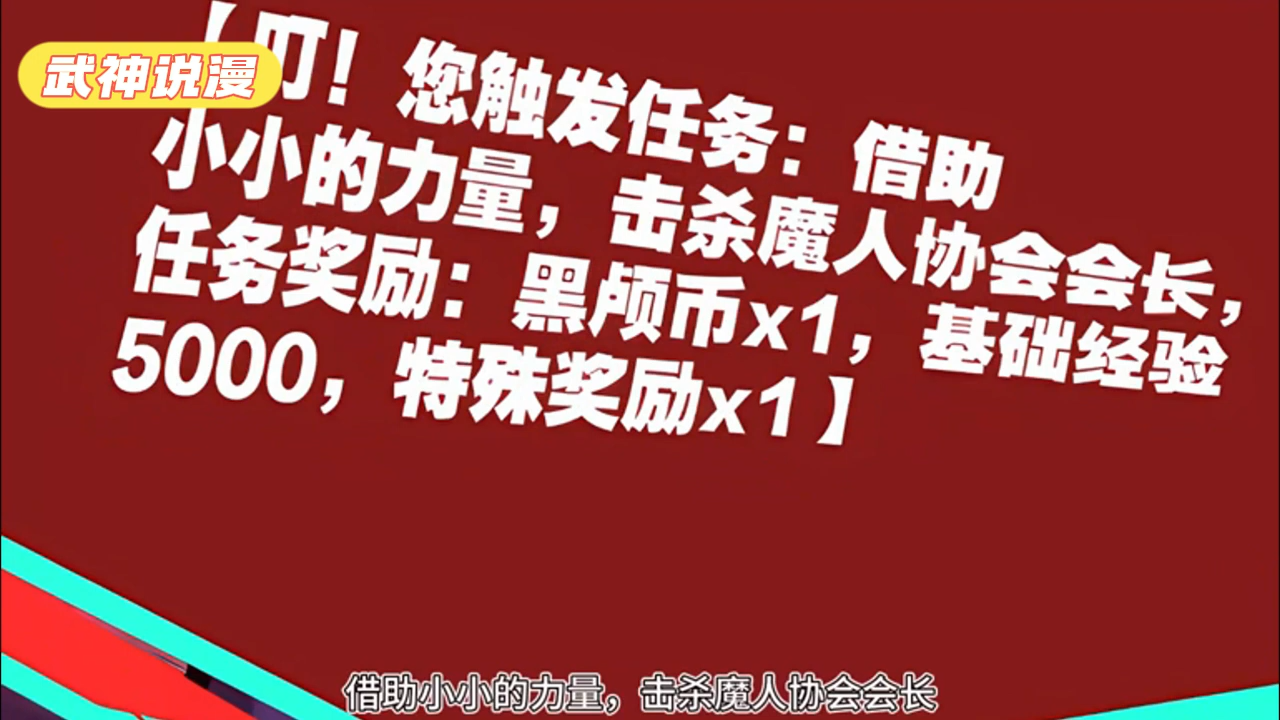 武神说漫
【叮！您触发任务：借助
小小的力量，击杀魔人协会会长，
任务奖励：黑颅币x1，基础经验
5000，特殊奖励x1】
借助小小的力量，击杀魔人协会会长